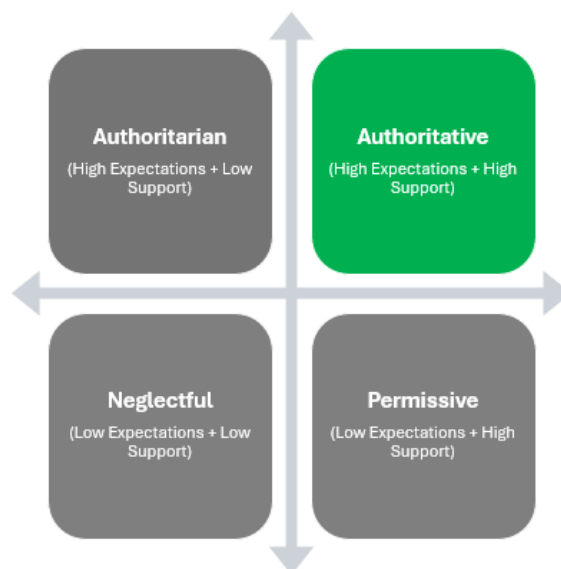 Authoritarian
(High Expectations + Low
Support)
Authoritative
(High Expectations + High
Support)
Neglectful
(Low Expectations + Low
Support)
Permissive
(Low Expectations + High
Support)